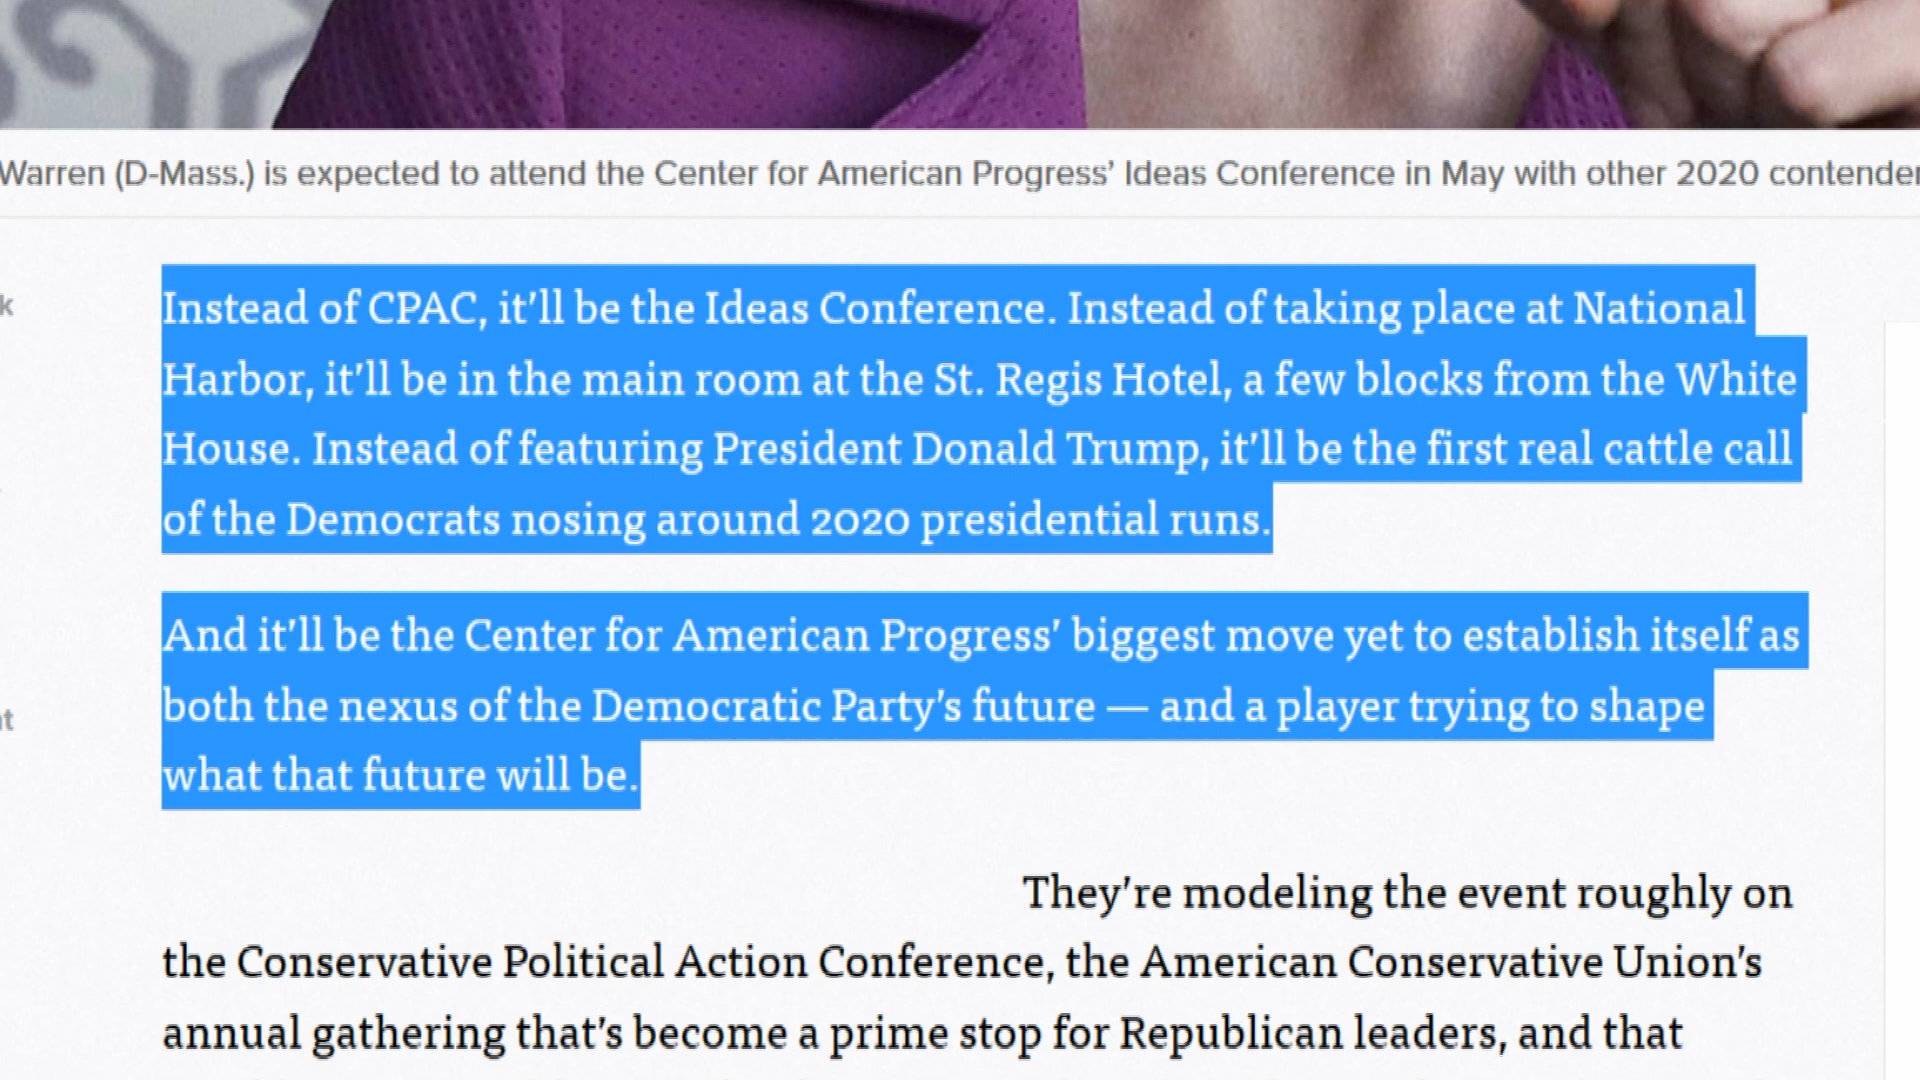 Warren (D-Mass.) is expected to attend the Center for American Progress’ Ideas Conference in May with other 2020
Instead of CPAC, it’ll be the Ideas Conference. Instead of taking place at National
Harbor, it’ll be in the main room at the St. Regis Hotel, a few blocks from the White
House. Instead of featuring President Donald Trump, it’ll be the first real cattle call
of the Democrats nosing around 2020 presidential runs.
And it’ll be the Center for American Progress’ biggest move yet to establish itself as
both the nexus of the Democratic Party’s future — and a player trying to shape
what that future will be.
They’re modeling the event roughly on
the Conservative Political Action Conference, the American Conservative Union’s
annual gathering that’s become a prime stop for Republican leaders, and that